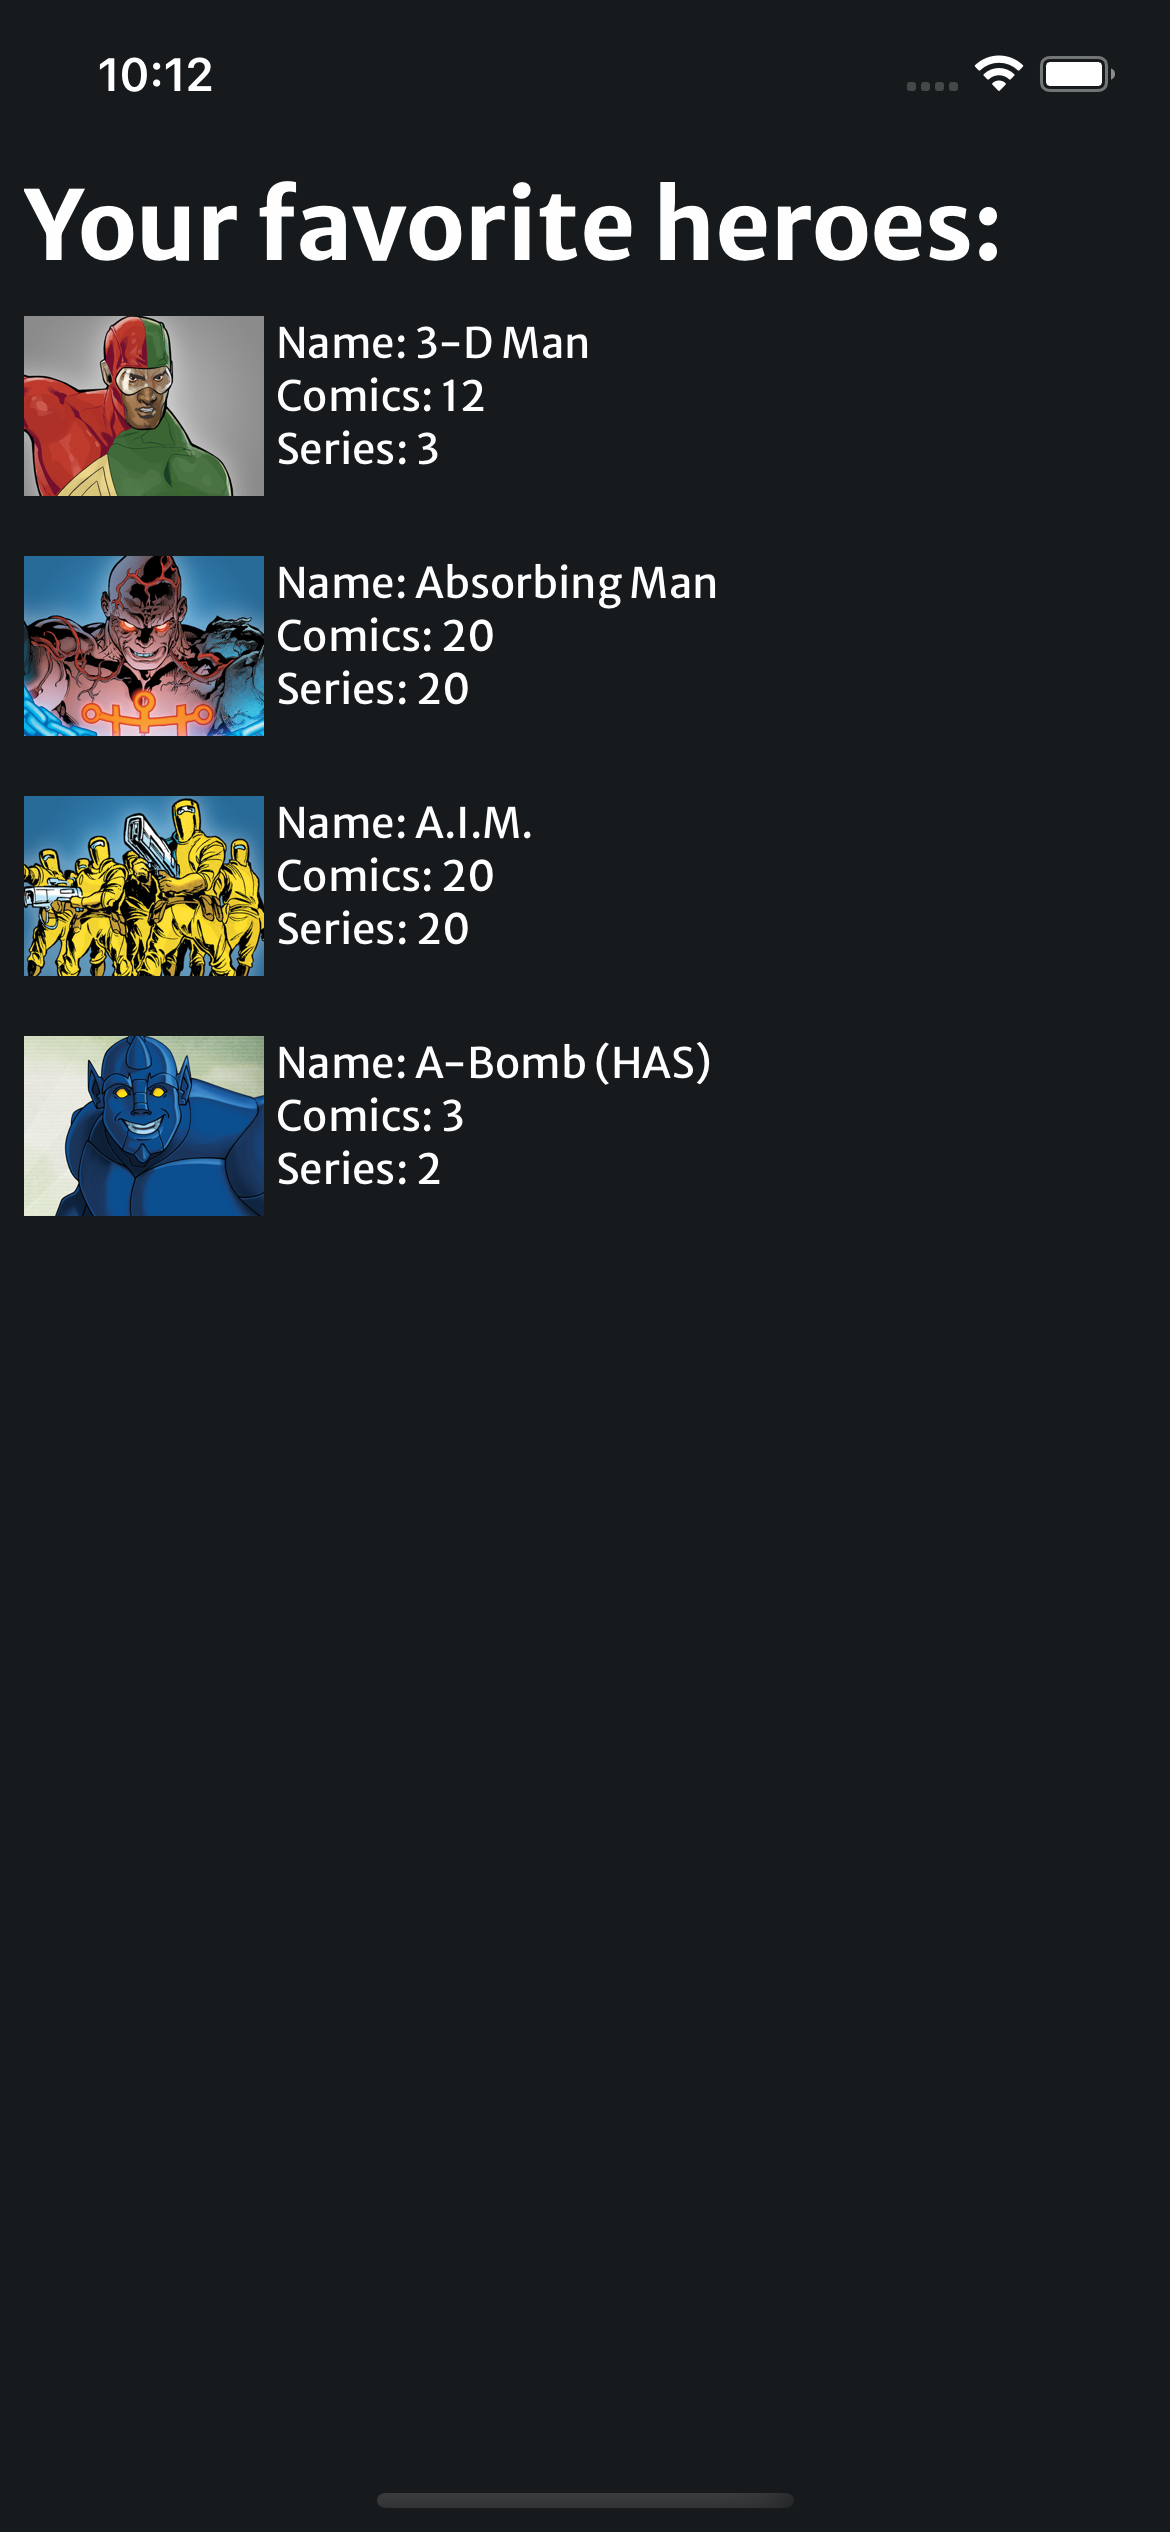 10:12
Your favorite heroes:
Name: 3-D Man
Comics: 12
Series: 3
Name: Absorbing Man
Comics: 20
Series: 20
Name: A.I.M.
Comics: 20
Series: 20
Name: A-Bomb (HAS)
Comics: 3
Series: 2